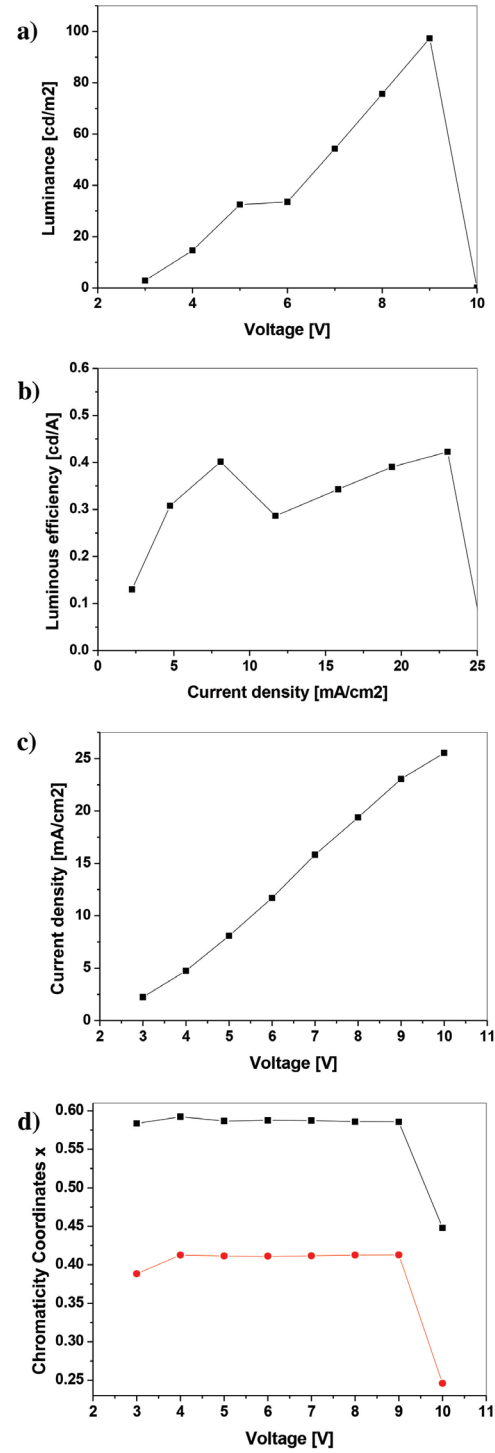 a)
100
80
60
40
20
0
Luminance [cd/m2]
2 4 6 8 10
Voltage [V]
b)
0.6
0.5
0.4
0.3
0.2
0.1
0.0
Luminous efficiency [cd/A]
0 5 10 15 20 25
Current density [mA/cm2]
c)
25
20
15
10
5
0
Current density [mA/cm2]
2 3 4 5 6 7 8 9 10 11
Voltage [V]
d)
0.60
0.55
0.50
0.45
0.40
0.35
0.30
0.25
Chromaticity Coordinates x
2 3 4 5 6 7 8 9 10 11
Voltage [V]